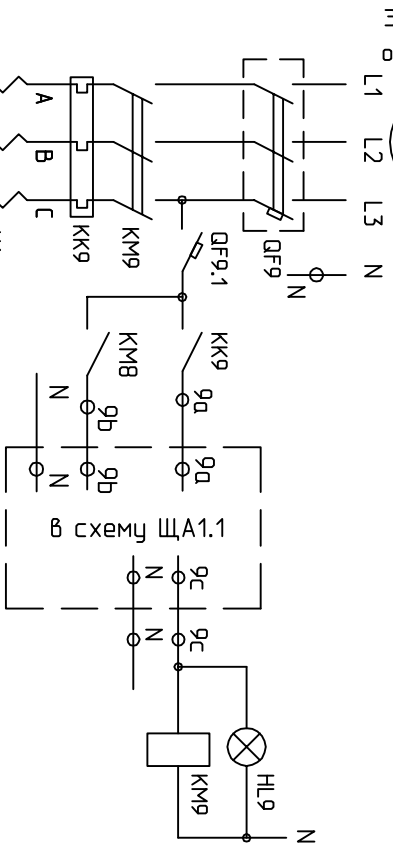 L1
L2
L3
N
QF9
N
A
B
C
KK9
KM9
QF9.1
KM8
KK9
N
9b
9a
N
9b
9a
в схему ЩА1.1
N
9c
N
9c
KM9
HL9
N